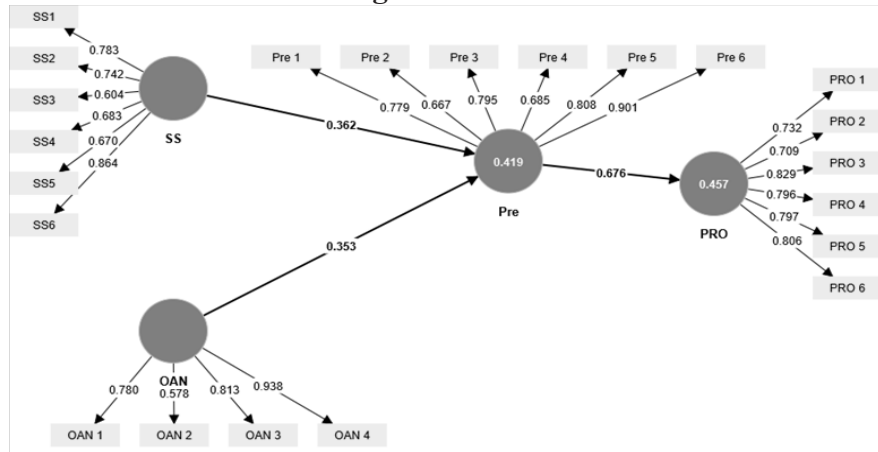 SS1
SS2
SS3
SS4
SS5
SS6
0.783
0.742
0.604
0.683
0.670
0.864
SS
0.362
Pre 1
Pre 2
Pre 3
Pre 4
Pre 5
Pre 6
0.779
0.667
0.795
0.685
0.808
0.901
0.419
Pre
0.676
0.457
PRO
0.732
0.709
0.829
0.796
0.797
0.806
PRO 1
PRO 2
PRO 3
PRO 4
PRO 5
PRO 6
0.353
OAN
0.780
0.578
0.813
0.938
OAN 1
OAN 2
OAN 3
OAN 4